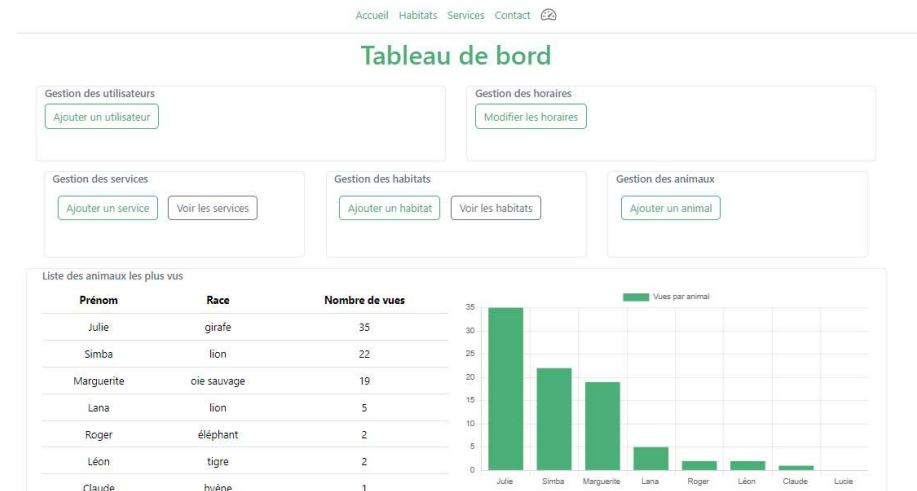 Accueil Habitats Services Contact
Tableau de bord
Gestion des utilisateurs
Ajouter un utilisateur
Gestion des horaires
Modifier les horaires
Gestion des services
Ajouter un service Voir les services
Gestion des habitats
Ajouter un habitat Voir les habitats
Gestion des animaux
Ajouter un animal
Liste des animaux les plus vus
Prénom Race Nombre de vues
Julie girafe 35
Simba lion 22
Marguerite oie sauvage 19
Lana lion 5
Roger éléphant 2
Léon tigre 2
Claude hyène 1
Vues par animal
35
30
25
20
15
10
5
0
Julie Simba Marguerite Lana Roger Léon Claude Lucie